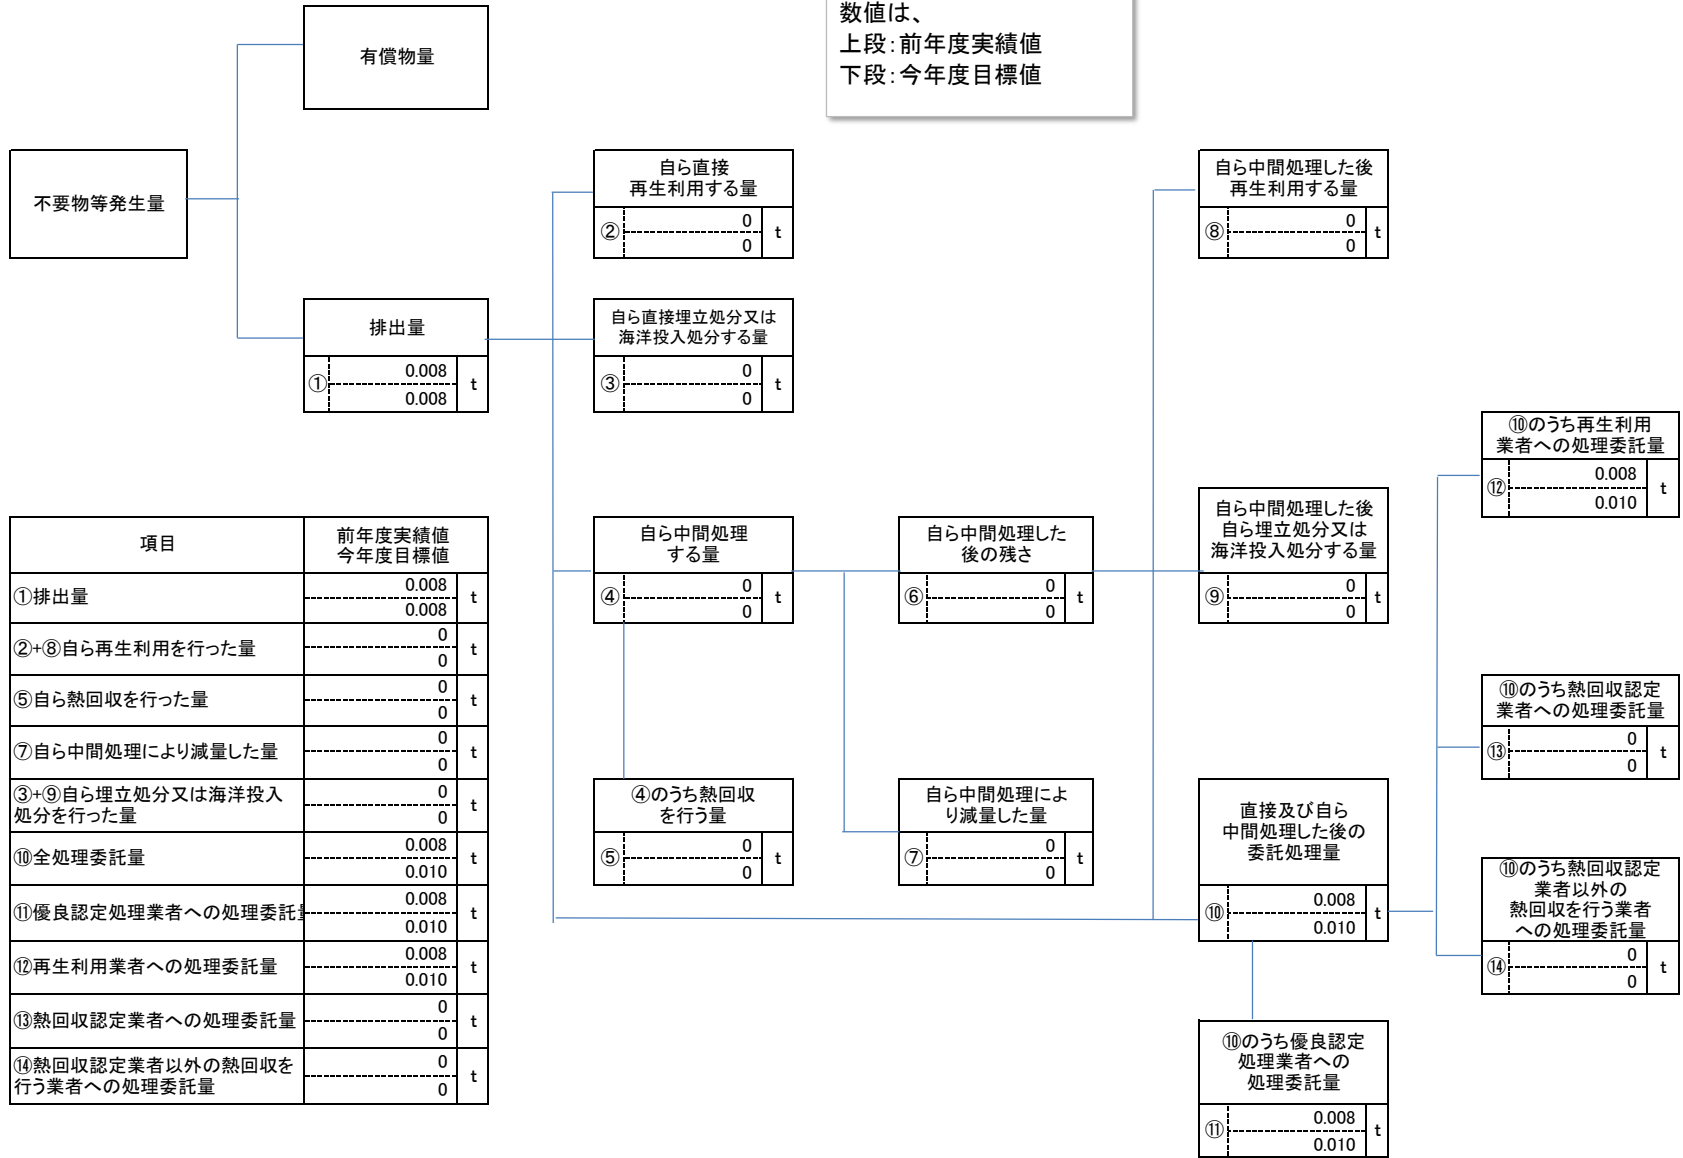 数値は、
上段:前年度実績値
下段:今年度目標値
有償物量
不要物等発生量
排出量
① 0.008 t
0.008
自ら直接
再生利用する量
② 0 t
0
自ら直接埋立処分又は
海洋投入処分する量
③ 0 t
0
自ら中間処理した後
再生利用する量
⑧ 0 t
0
自ら中間処理
する量
④ 0 t
0
自ら中間処理した
後の残さ
⑥ 0 t
0
自ら中間処理した後
自ら埋立処分又は
海洋投入処分する量
⑨ 0 t
0
④のうち熱回収
を行う量
⑤ 0 t
0
自ら中間処理によ
り減量した量
⑦ 0 t
0
直接及び自ら
中間処理した後の
委託処理量
⑩ 0.008 t
0.010
⑩のうち優良認定
処理業者への
処理委託量
⑪ 0.008 t
0.010
⑩のうち再生利用
業者への処理委託量
⑫ 0.008 t
0.010
⑩のうち熱回収認定
業者への処理委託量
⑬ 0 t
0
⑩のうち熱回収認定
業者以外の
熱回収を行う業者
への処理委託量
⑭ 0 t
0
項目 前年度実績値
今年度目標値
①排出量 0.008 t
0.008
②+⑧自ら再生利用を行った量 0 t
0
⑤自ら熱回収を行った量 0 t
0
⑦自ら中間処理により減量した量 0 t
0
③+⑨自ら埋立処分又は海洋投入
処分を行った量 0 t
0
⑩全処理委託量 0.008 t
0.010
⑪優良認定処理業者への処理委託 0.008 t
0.010
⑫再生利用業者への処理委託量 0.008 t
0.010
⑬熱回収認定業者への処理委託量 0 t
0
⑭熱回収認定業者以外の熱回収を
行う業者への処理委託量 0 t
0